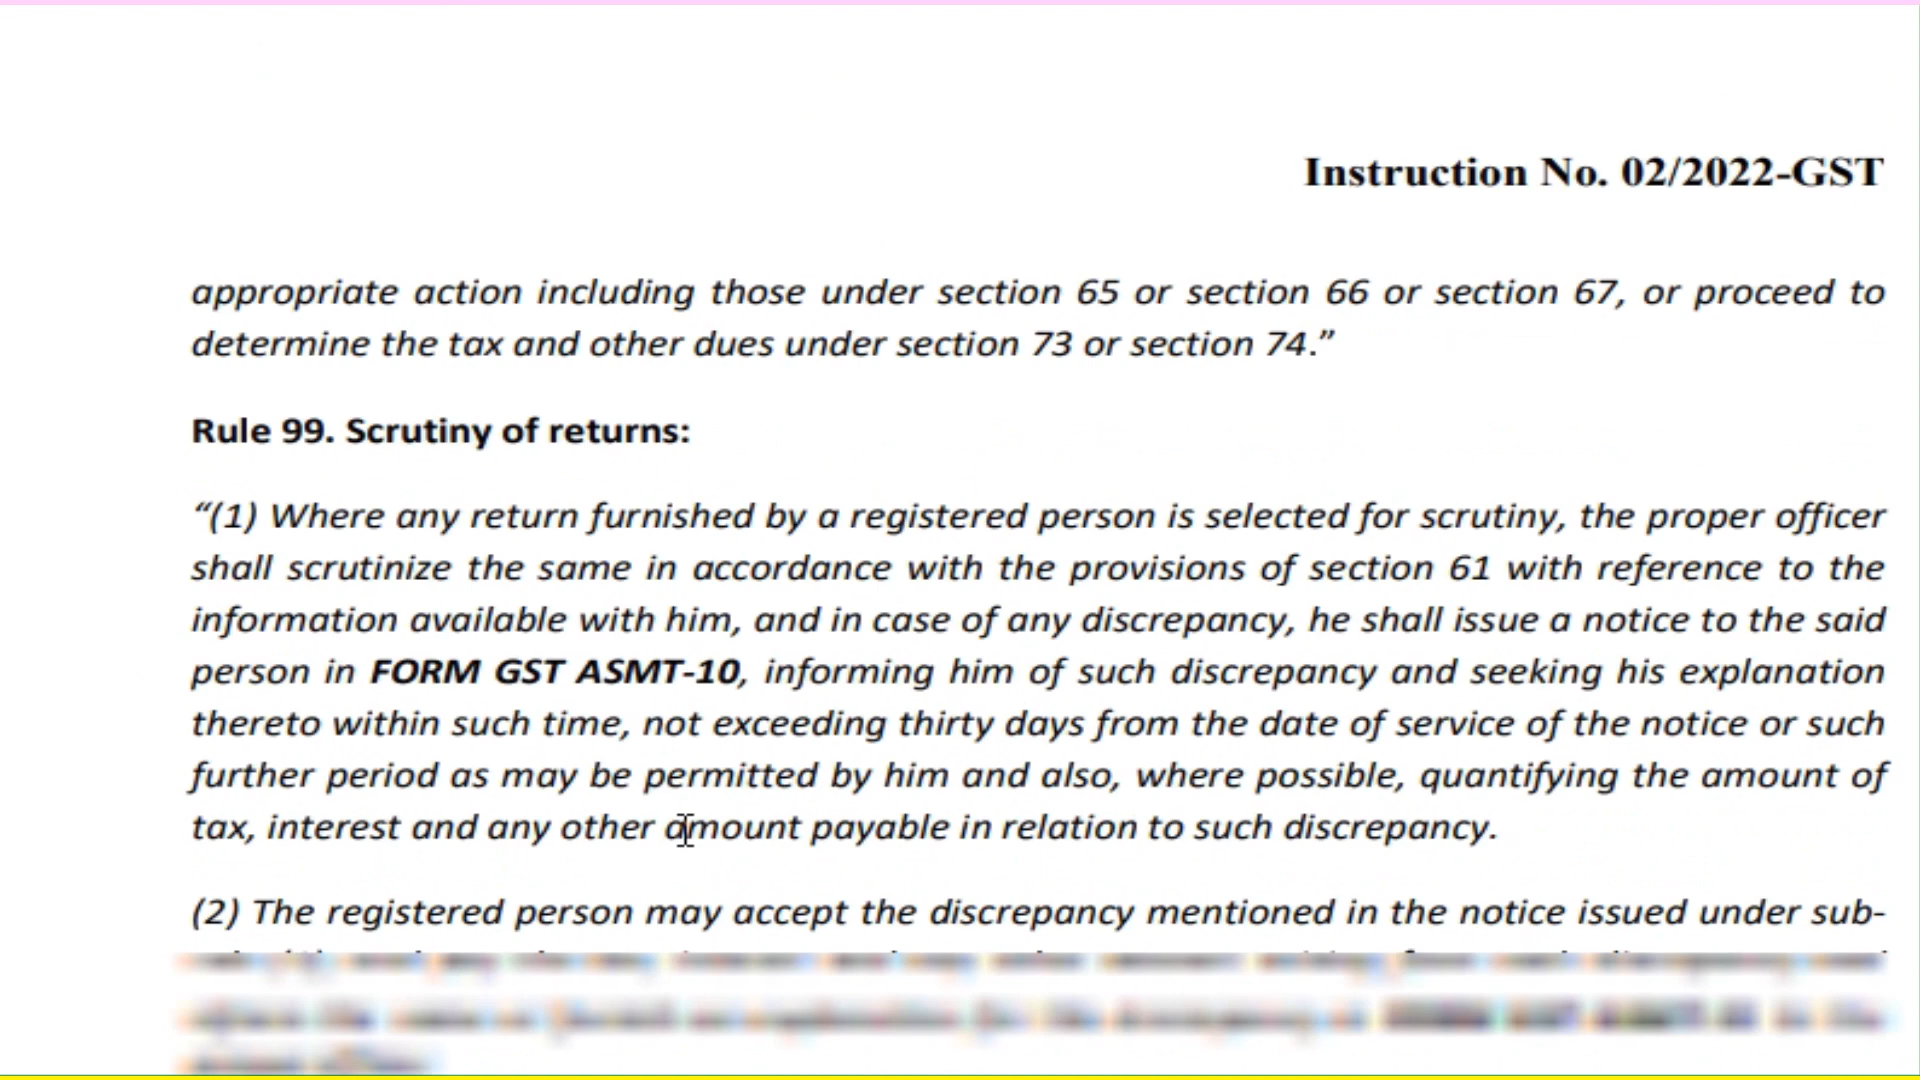 Instruction No. 02/2022-GST
appropriate action including those under section 65 or section 66 or section 67, or proceed to
determine the tax and other dues under section 73 or section 74.”
Rule 99. Scrutiny of returns:
“(1) Where any return furnished by a registered person is selected for scrutiny, the proper officer
shall scrutinize the same in accordance with the provisions of section 61 with reference to the
information available with him, and in case of any discrepancy, he shall issue a notice to the said
person in FORM GST ASMT-10, informing him of such discrepancy and seeking his explanation
thereto within such time, not exceeding thirty days from the date of service of the notice or such
further period as may be permitted by him and also, where possible, quantifying the amount of
tax, interest and any other amount payable in relation to such discrepancy.
(2) The registered person may accept the discrepancy mentioned in the notice issued under sub-